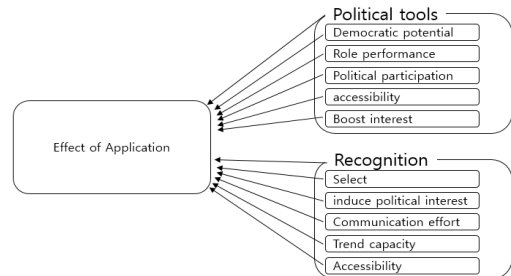 Political tools
Democratic potential
Role performance
Political participation
accessibility
Boost interest
Effect of Application
Recognition
Select
induce political interest
Communication effort
Trend capacity
Accessibility